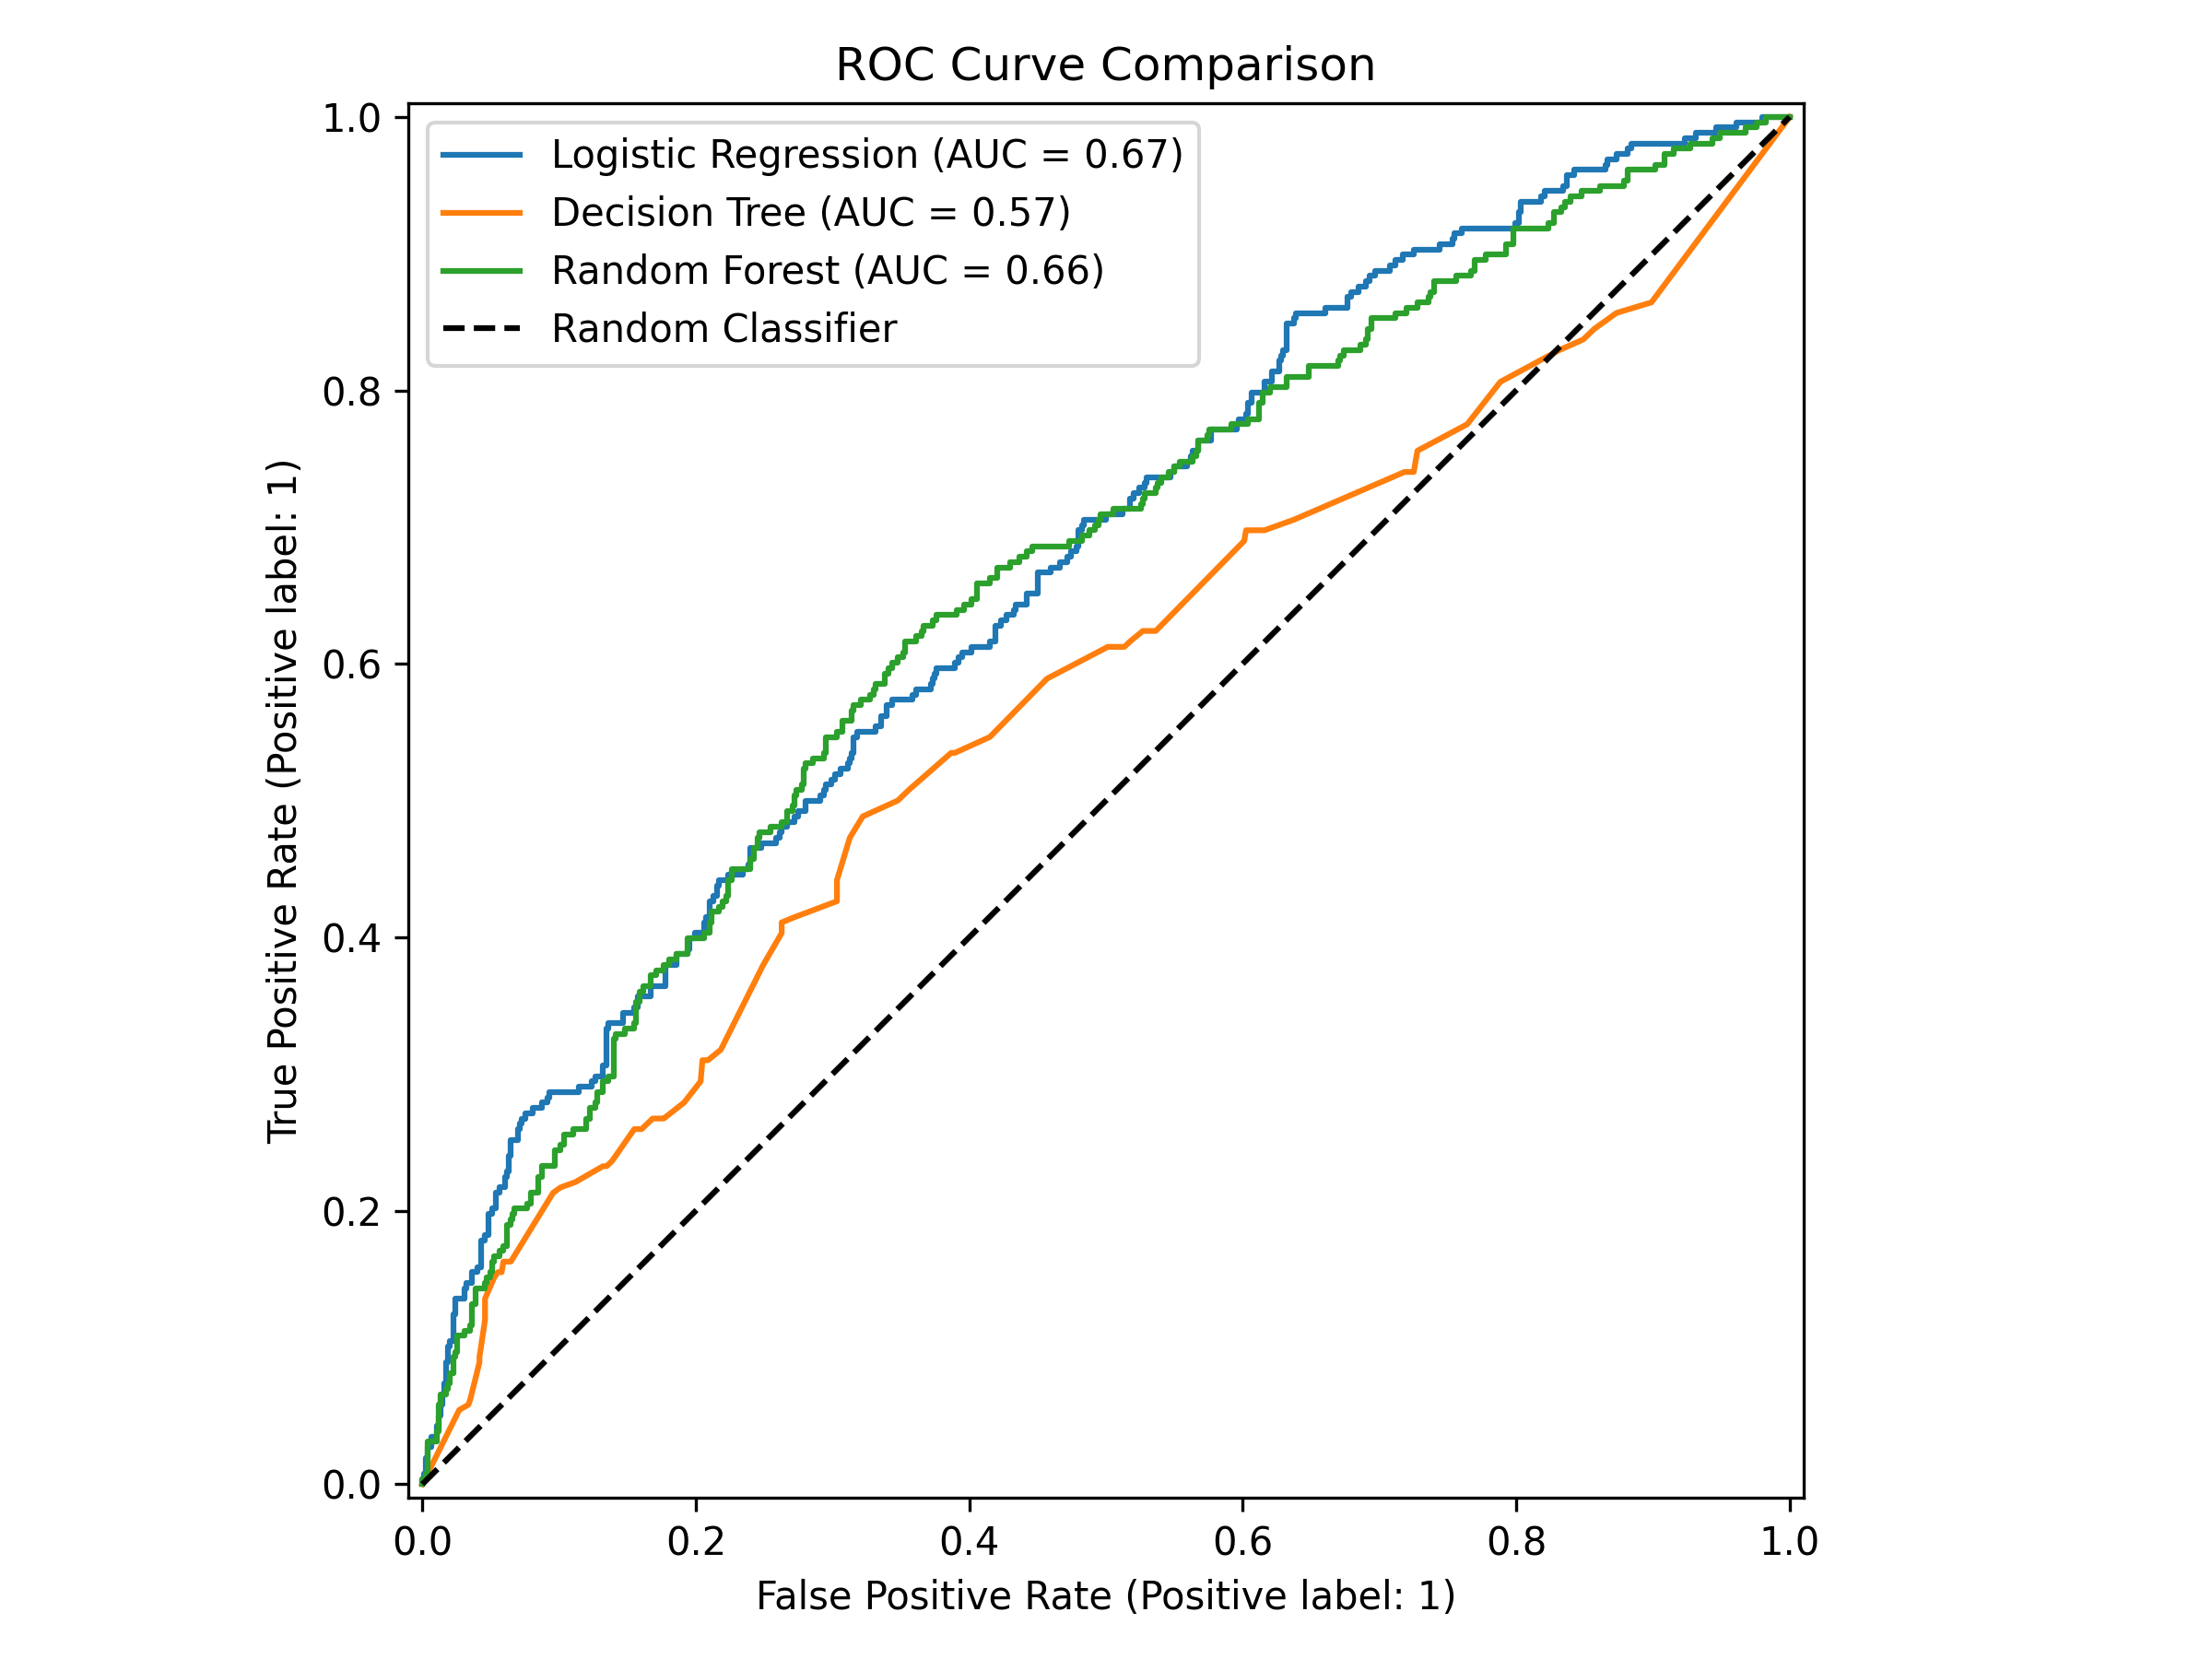 ROC Curve Comparison
1.0
0.8
0.6
0.4
0.2
0.0
True Positive Rate (Positive label: 1)
Logistic Regression (AUC = 0.67)
Decision Tree (AUC = 0.57)
Random Forest (AUC = 0.66)
Random Classifier
0.0 0.2 0.4 0.6 0.8 1.0
False Positive Rate (Positive label: 1)